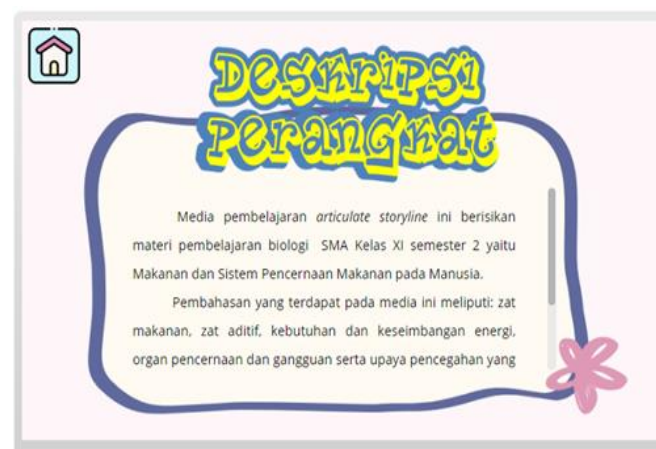 Deskripsi
Perangkat
Media pembelajaran articulate storyline ini berisikan
materi pembelajaran biologi SMA Kelas XI semester 2 yaitu
Makanan dan Sistem Pencernaan Makanan pada Manusia.
Pembahasan yang terdapat pada media ini meliputi: zat
makanan, zat aditif, kebutuhan dan keseimbangan energi,
organ pencernaan dan gangguan serta upaya pencegahan yang